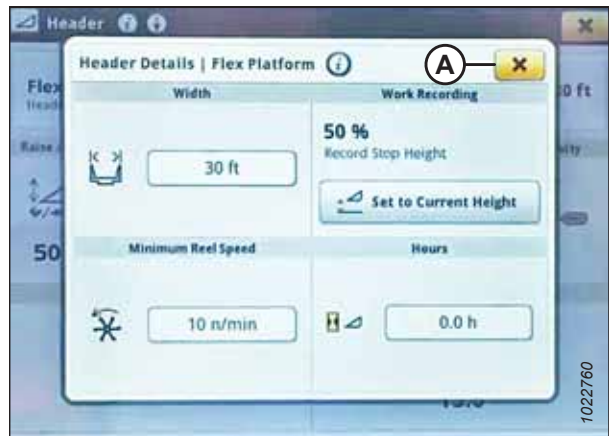 Header
Header Details | Flex Platform
A
Flex
0 ft
Width
Work Recording
50 %
Record Stop Height
30 ft
Set to Current Height
50
Minimum Reel Speed
Hours
10 n/min
0.0 h
1022760